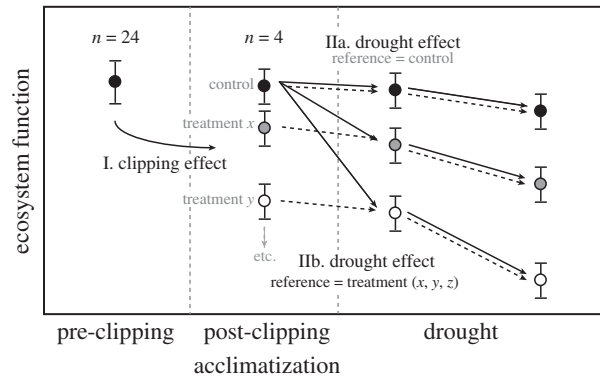 n = 24
n = 4
IIa. drought effect
reference = control
control
treatment x
I. clipping effect
treatment y
etc.
IIb. drought effect
reference = treatment (x, y, z)
ecosystem function
pre-clipping
post-clipping
drought
acclimatization